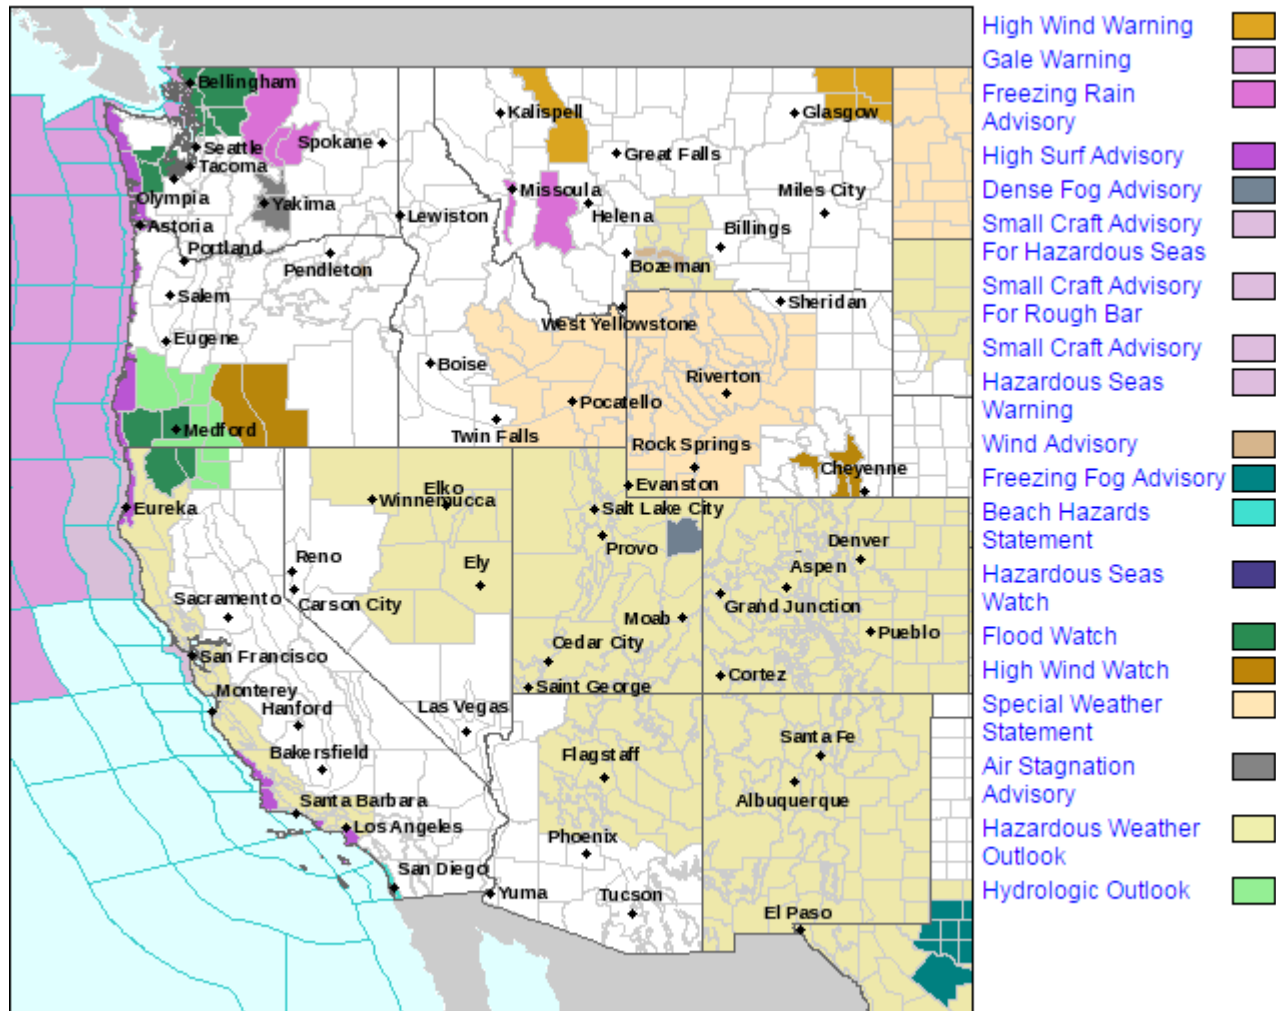 Bellingham
Seattle
Spokane
Tacoma
Olympia
Yakima
Astoria
Portland
Pendleton
Lewiston
Salem
Eugene
Medford
Kalispell
Glasgow
Great Falls
Missoula
Helena
Miles City
Billings
Bozeman
West Yellowstone
Sheridan
Boise
Pocatello
Twin Falls
Riverton
Rock Springs
Cheyenne
Evanston
Eureka
Elko
Winnemucca
Salt Lake City
Provo
Reno
Ely
Denver
Aspen
Sacramento
Carson City
Grand Junction
Moab
Pueblo
Cedar City
San Francisco
Cortez
Saint George
Monterey
Hanford
Las Vegas
Bakersfield
Flagstaff
Santa Fe
Albuquerque
Santa Barbara
Los Angeles
Phoenix
San Diego
Yuma
Tucson
El Paso
High Wind Warning
Gale Warning
Freezing Rain
Advisory
High Surf Advisory
Dense Fog Advisory
Small Craft Advisory
For Hazardous Seas
Small Craft Advisory
For Rough Bar
Small Craft Advisory
Hazardous Seas
Warning
Wind Advisory
Freezing Fog Advisory
Beach Hazards
Statement
Hazardous Seas
Watch
Flood Watch
High Wind Watch
Special Weather
Statement
Air Stagnation
Advisory
Hazardous Weather
Outlook
Hydrologic Outlook